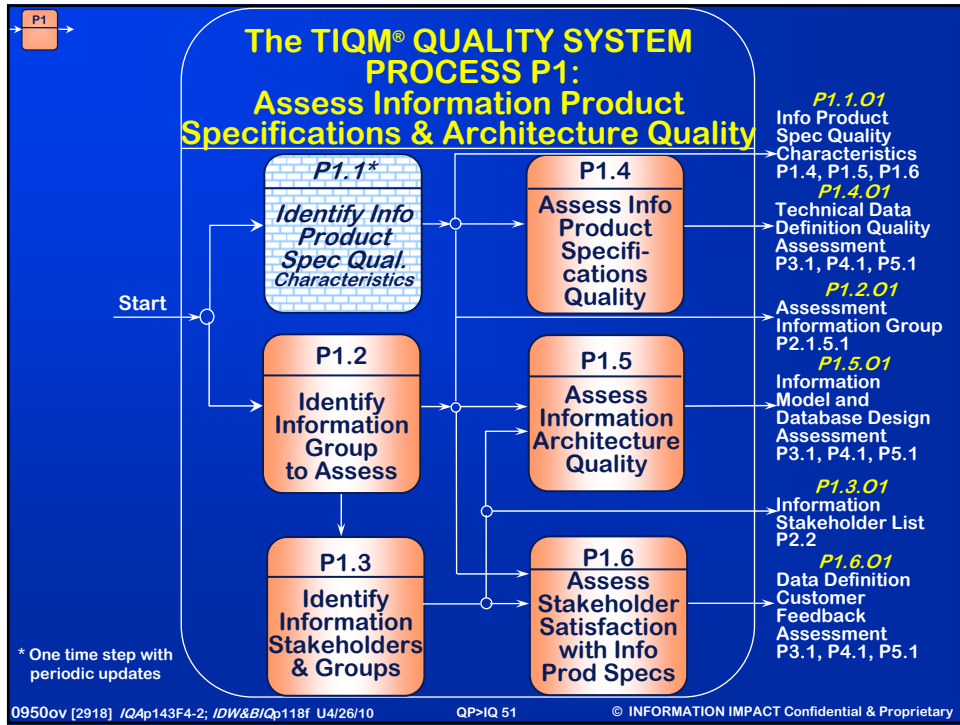 P1
The TIQM® QUALITY SYSTEM
PROCESS P1:
Assess Information Product
Specifications & Architecture Quality
P1.1*
Identify Info
Product
Spec Qual.
Characteristics
P1.4
Assess Info
Product
Specifi-
cations
Quality
Start
P1.2
Identify
Information
Group
to Assess
P1.5
Assess
Information
Architecture
Quality
P1.3
Identify
Information
Stakeholders
& Groups
P1.6
Assess
Stakeholder
Satisfaction
with Info
Prod Specs
P1.1.O1
Info Product
Spec Quality
Characteristics
P1.4, P1.5, P1.6
P1.4.O1
Technical Data
Definition Quality
Assessment
P3.1, P4.1, P5.1
P1.2.O1
Assessment
Information Group
P2.1.5.1
P1.5.O1
Information
Model and
Database Design
Assessment
P3.1, P4.1, P5.1
P1.3.O1
Information
Stakeholder List
P2.2
P1.6.O1
Data Definition
Customer
Feedback
Assessment
P3.1, P4.1, P5.1
* One time step with
periodic updates
0950ov [2918] IQAp143F4-2; IDW&BIQp118f U4/26/10 QP>IQ 51 © INFORMATION IMPACT Confidential & Proprietary